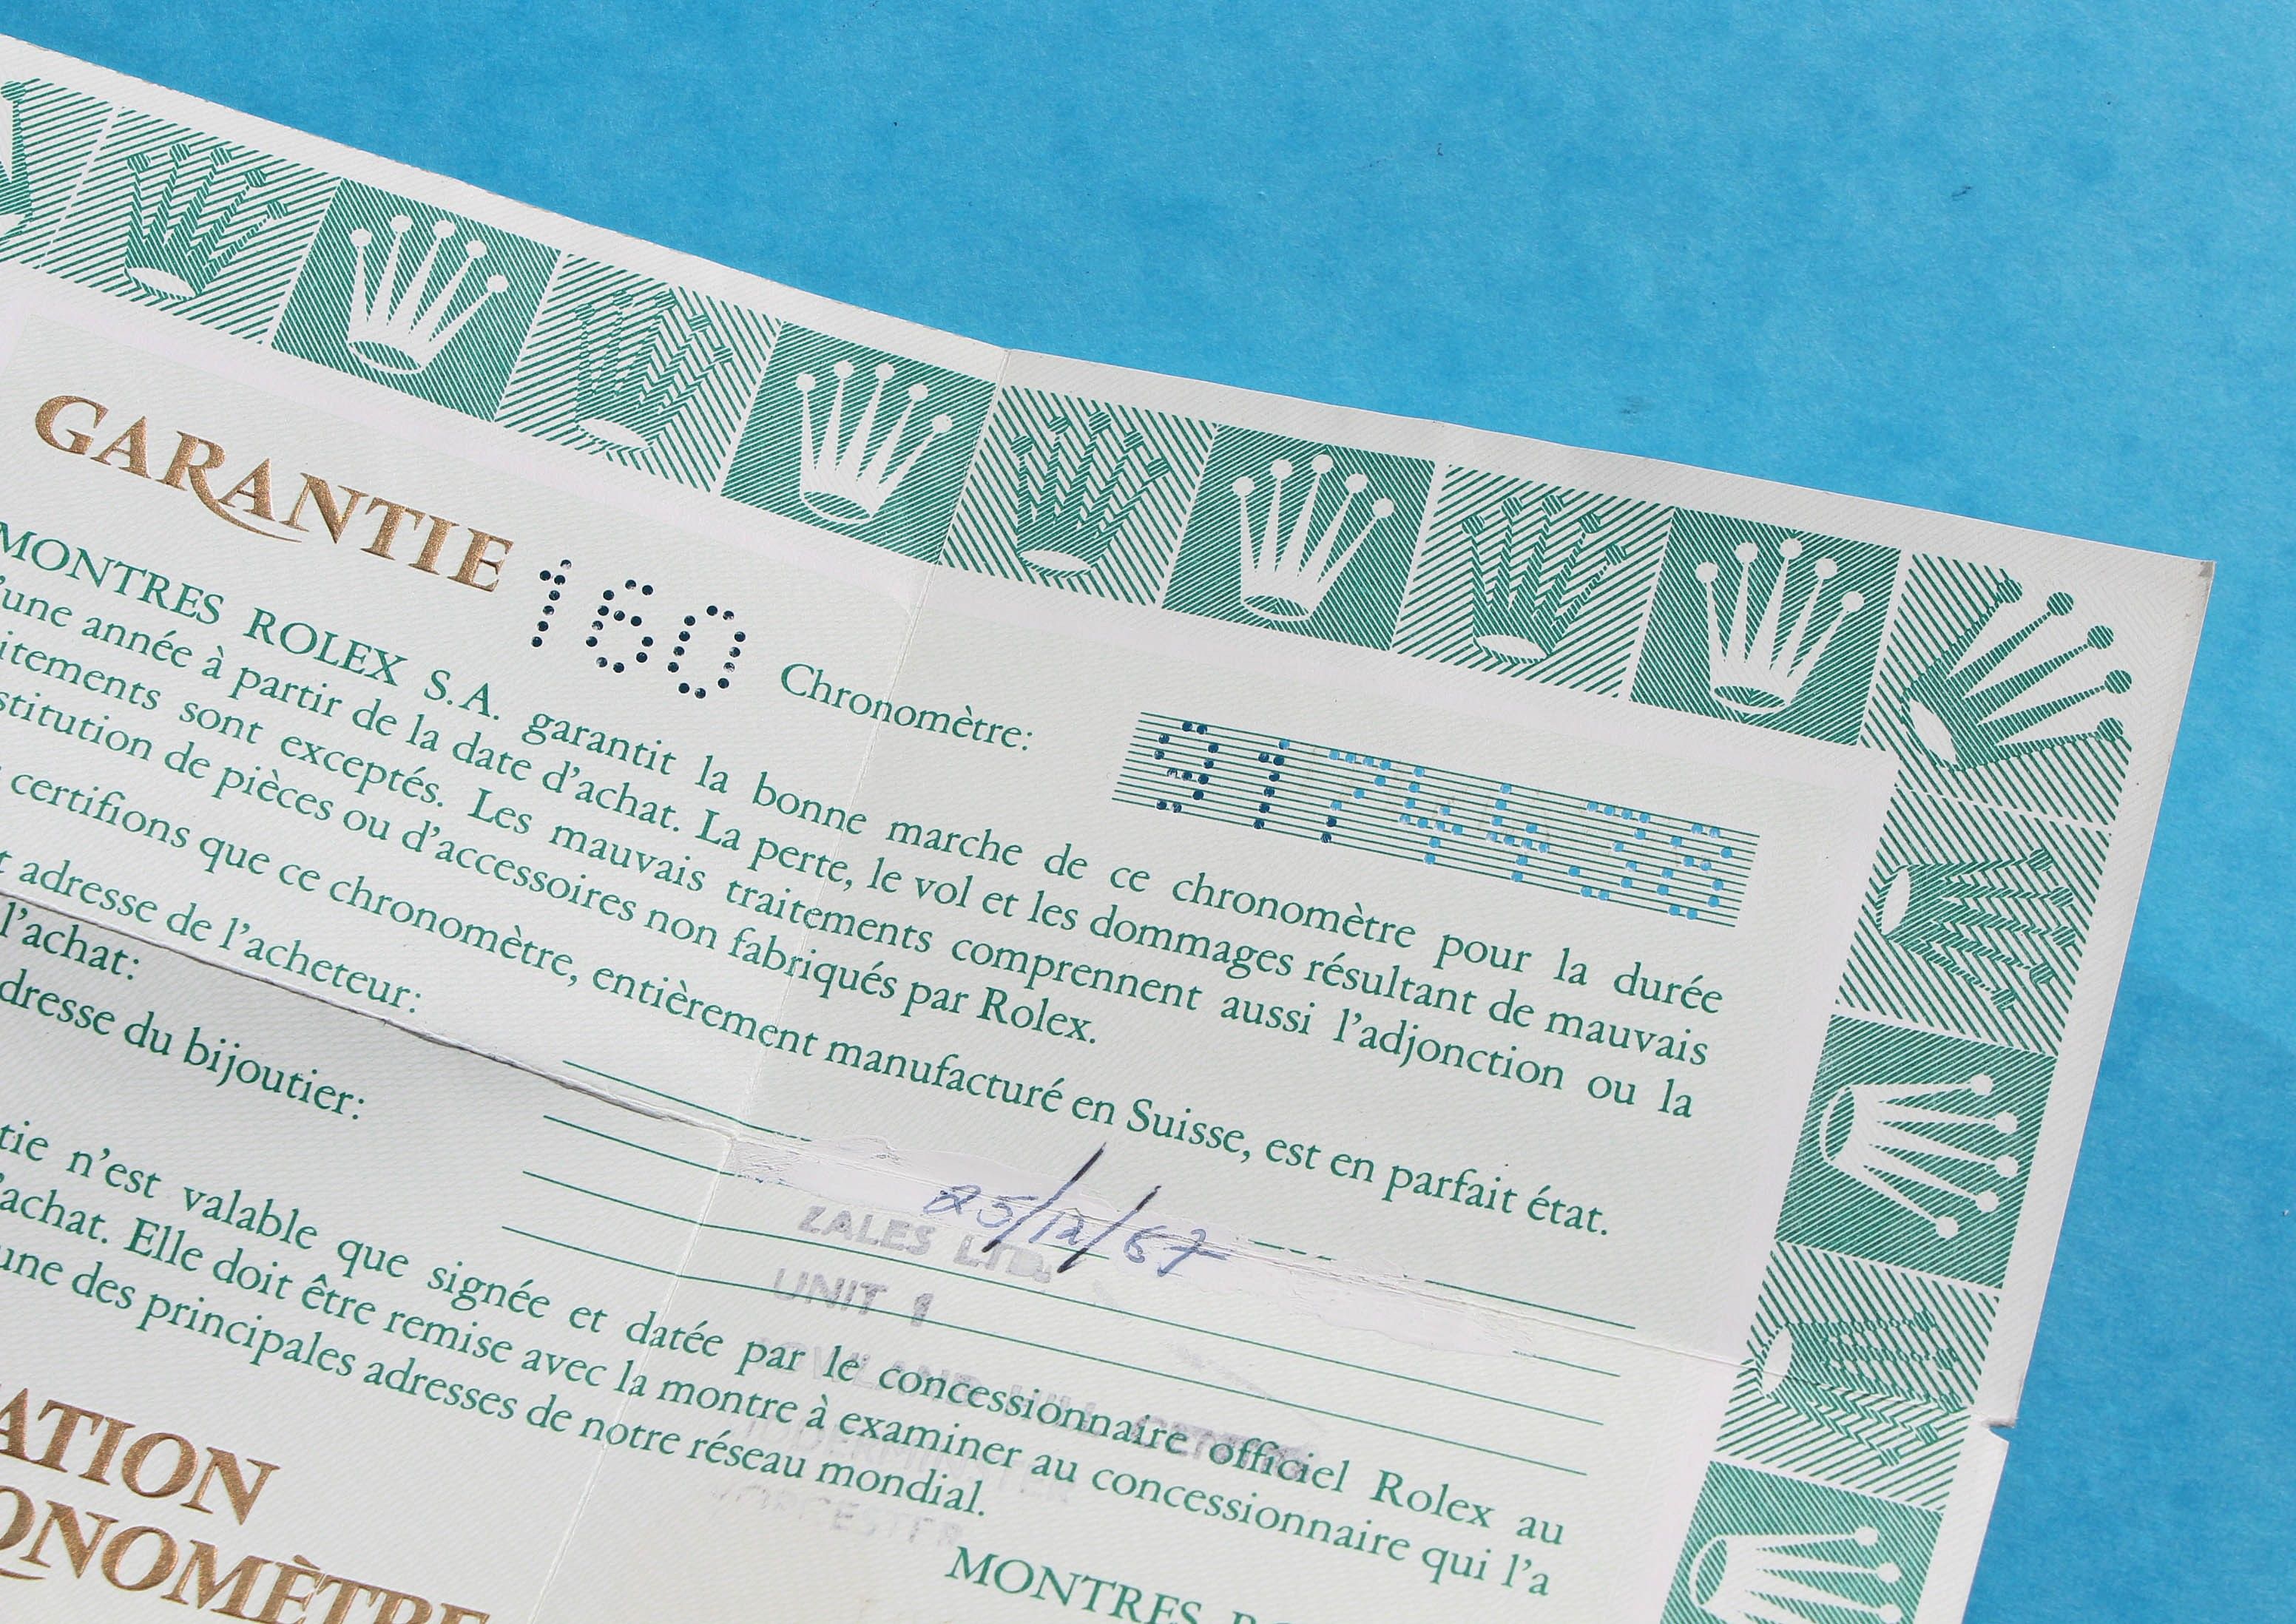 GARANTIE 160 Chronomètre:
MONTRES ROLEX S.A. garantit la bonne marche de ce chronomètre pour la durée
'une année à partir de la date d'achat. La perte, le vol et les dommages résultant de mauvais
itements sont exceptés. Les mauvais traitements comprennent aussi l'adjonction ou la
stitution de pièces ou d'accessoires non fabriqués par Rolex.
certifions que ce chronomètre, entièrement manufacturé en Suisse, est en parfait état.
t adresse de l'acheteur:
l'achat:
dresse du bijoutier:
ZALES LTD.
UNIT 1
tie n'est valable que signée et datée par le concessionnaire officiel Rolex au
'achat. Elle doit être remise avec la montre à examiner au concessionnaire qui l'a
une des principales adresses de notre réseau mondial.
MONTRES R
ATION
ONOMÈTRE